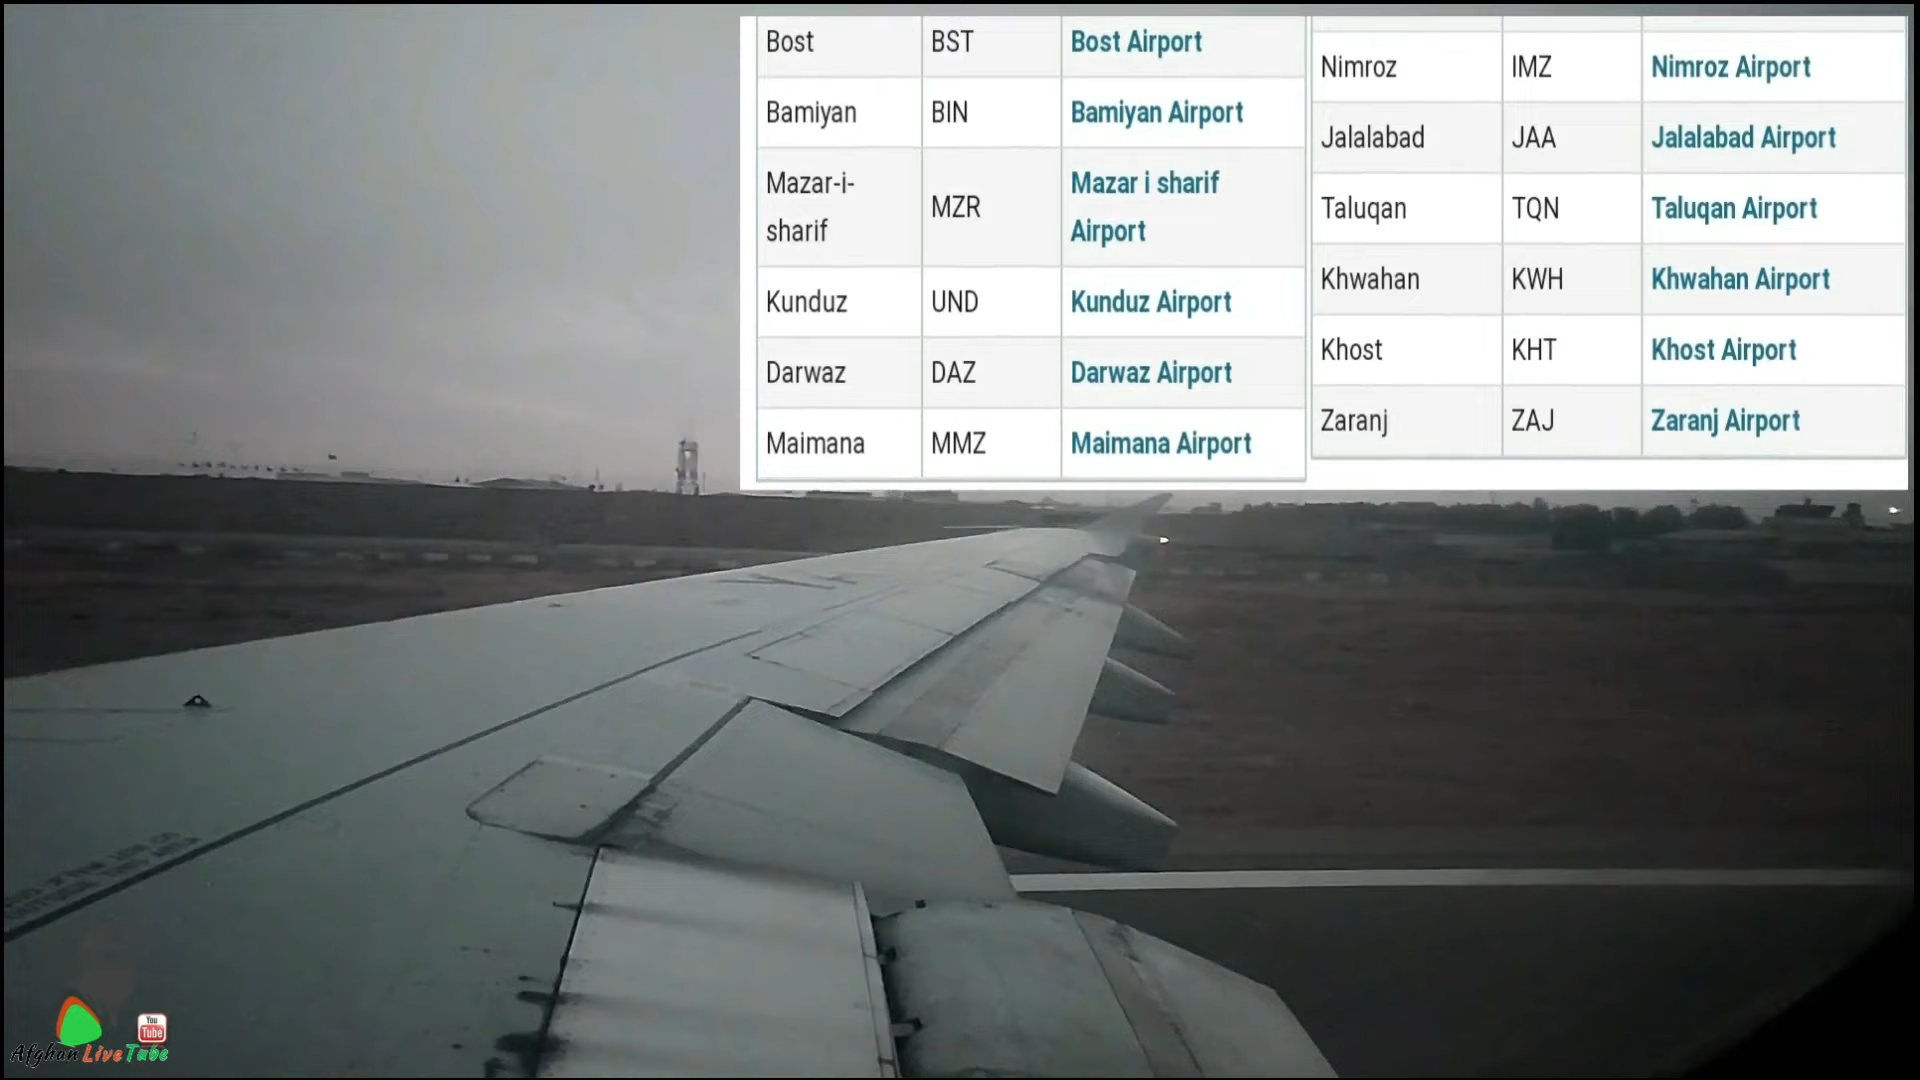 Bost BST Bost Airport
Bamiyan BIN Bamiyan Airport
Mazar-i-
sharif
MZR
Mazar i sharif
Airport
Kunduz UND Kunduz Airport
Darwaz DAZ Darwaz Airport
Maimana MMZ Maimana Airport
Nimroz IMZ Nimroz Airport
Jalalabad JAA Jalalabad Airport
Taluqan TQN Taluqan Airport
Khwahan KWH Khwahan Airport
Khost KHT Khost Airport
Zaranj ZAJ Zaranj Airport
You
Tube
Afghan Live Tube